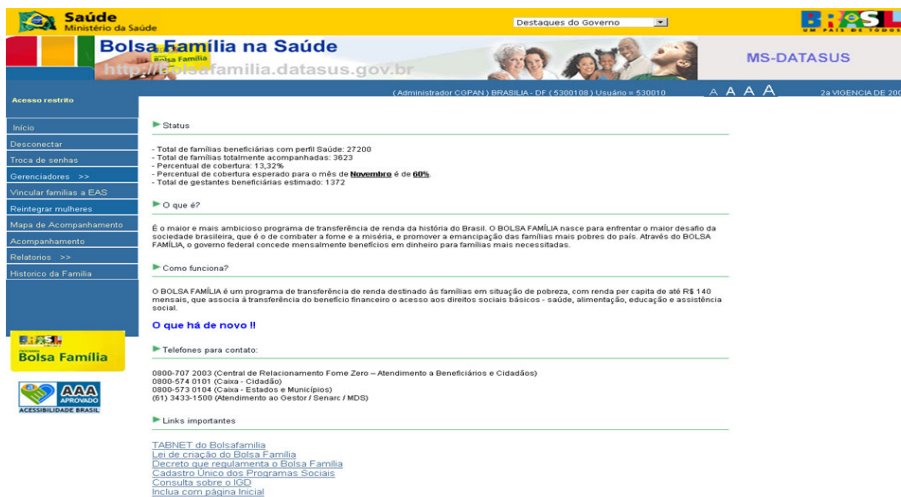 Saúde
Ministério da Saúde
Destaques do Governo
BRASIL
UM PAÍS DE TODOS
Bolsa Família na Saúde
Bolsa Família
http://bolsafamilia.datasus.gov.br
MS-DATASUS
( Administrador CGPAN ) BRASILIA - DF ( 5300108 ) Usuário = 530010
A A A A
2a VIGENCIA DE 200
Acesso restrito
Início
Desconectar
Troca de senhas
Gerenciadores >>
Vincular famílias a EAS
Reintegrar mulheres
Mapa de Acompanhamento
Acompanhamento
Relatorios >>
Historico da Familia
BRASIL
Bolsa Família
AAA
APROVADO
ACESSIBILIDADE BRASIL
Status
- Total de famílias beneficiárias com perfil Saúde: 27200
- Total de famílias totalmente acompanhadas: 3623
- Percentual de cobertura: 13,32%
- Percentual de cobertura esperado para o mês de Novembro é de 60%.
- Total de gestantes beneficiárias estimado: 1372
O que é?
É o maior e mais ambicioso programa de transferência de renda da história do Brasil. O BOLSA FAMÍLIA nasce para enfrentar o maior desafio da
sociedade brasileira, que é o de combater a fome e a miséria, e promover a emancipação das famílias mais pobres do país. Através do BOLSA
FAMÍLIA, o governo federal concede mensalmente benefícios em dinheiro para famílias mais necessitadas.
Como funciona?
O BOLSA FAMÍLIA é um programa de transferência de renda destinado às famílias em situação de pobreza, com renda per capita de até R$ 140
mensais, que associa à transferência do benefício financeiro o acesso aos direitos sociais básicos - saúde, alimentação, educação e assistência
social.
O que há de novo !!
Telefones para contato:
0800-707 2003 (Central de Relacionamento Fome Zero – Atendimento a Beneficiários e Cidadãos)
0800-574 0101 (Caixa - Cidadão)
0800-573 0104 (Caixa - Estados e Municípios)
(61) 3433-1500 (Atendimento ao Gestor / Senarc / MDS)
Links importantes
TABNET do Bolsafamilia
Lei de criação do Bolsa Família
Decreto que regulamenta o Bolsa Família
Cadastro Único dos Programas Sociais
Consulta sobre o IGD
Inclua com página Inicial